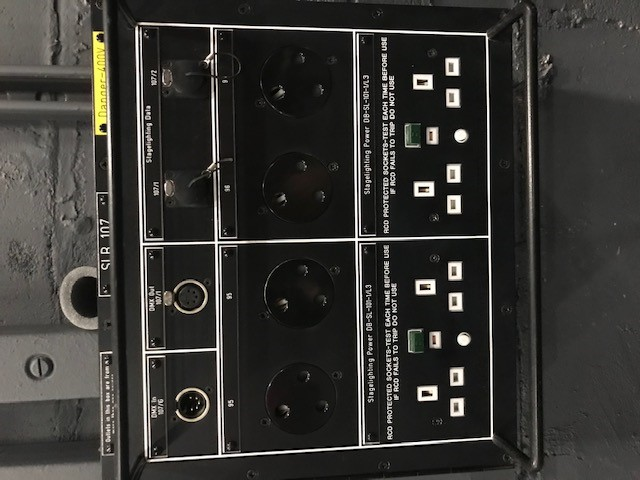 Outlets in this box are from
SLB 107
Danger-400V
DMX In
107/6
DMX Out
107/1
Stagelighting Data
107/1
107/2
95
95
96
Stagelighting Power DB-SL-101-1/L3
RCD PROTECTED SOCKETS-TEST EACH TIME BEFORE USE
IF RCD FAILS TO TRIP DO NOT USE
Stagelighting Power DB-SL-101-1/L3
RCD PROTECTED SOCKETS-TEST EACH TIME BEFORE USE
IF RCD FAILS TO TRIP DO NOT USE